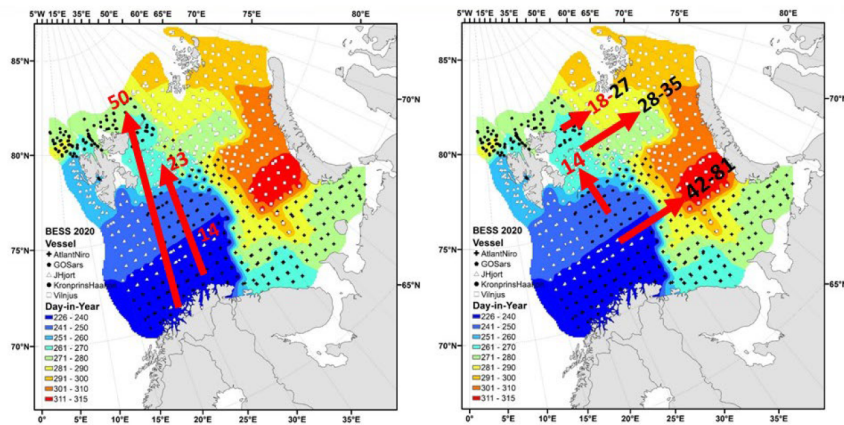 5°W 5°E 15°E 25°E 35°E 45°E 55°E 60°E 65°E 70°E 75°E 80°E
85°N
80°N
75°N
70°N
70°N
65°N
50
23
14
BESS 2020
Vessel
AtlantNiro
GOSars
JHjort
KronprinsHaakon
Vilnjus
Day-in-Year
226 - 240
241 - 250
251 - 260
261 - 270
271 - 280
281 - 290
291 - 300
301 - 310
311 - 315
0° 5°E 10°E 15°E 20°E 25°E 30°E 35°E
5°W 5°E 15°E 25°E 35°E 45°E 55°E 60°E 65°E 70°E 75°E 80°E
85°N
80°N
75°N
70°N
70°N
65°N
18-27
28-35
14
42-81
BESS 2020
Vessel
AtlantNiro
GOSars
JHjort
KronprinsHaakon
Vilnjus
Day-in-Year
226 - 240
241 - 250
251 - 260
261 - 270
271 - 280
281 - 290
291 - 300
301 - 310
311 - 315
0° 5°E 10°E 15°E 20°E 25°E 30°E 35°E